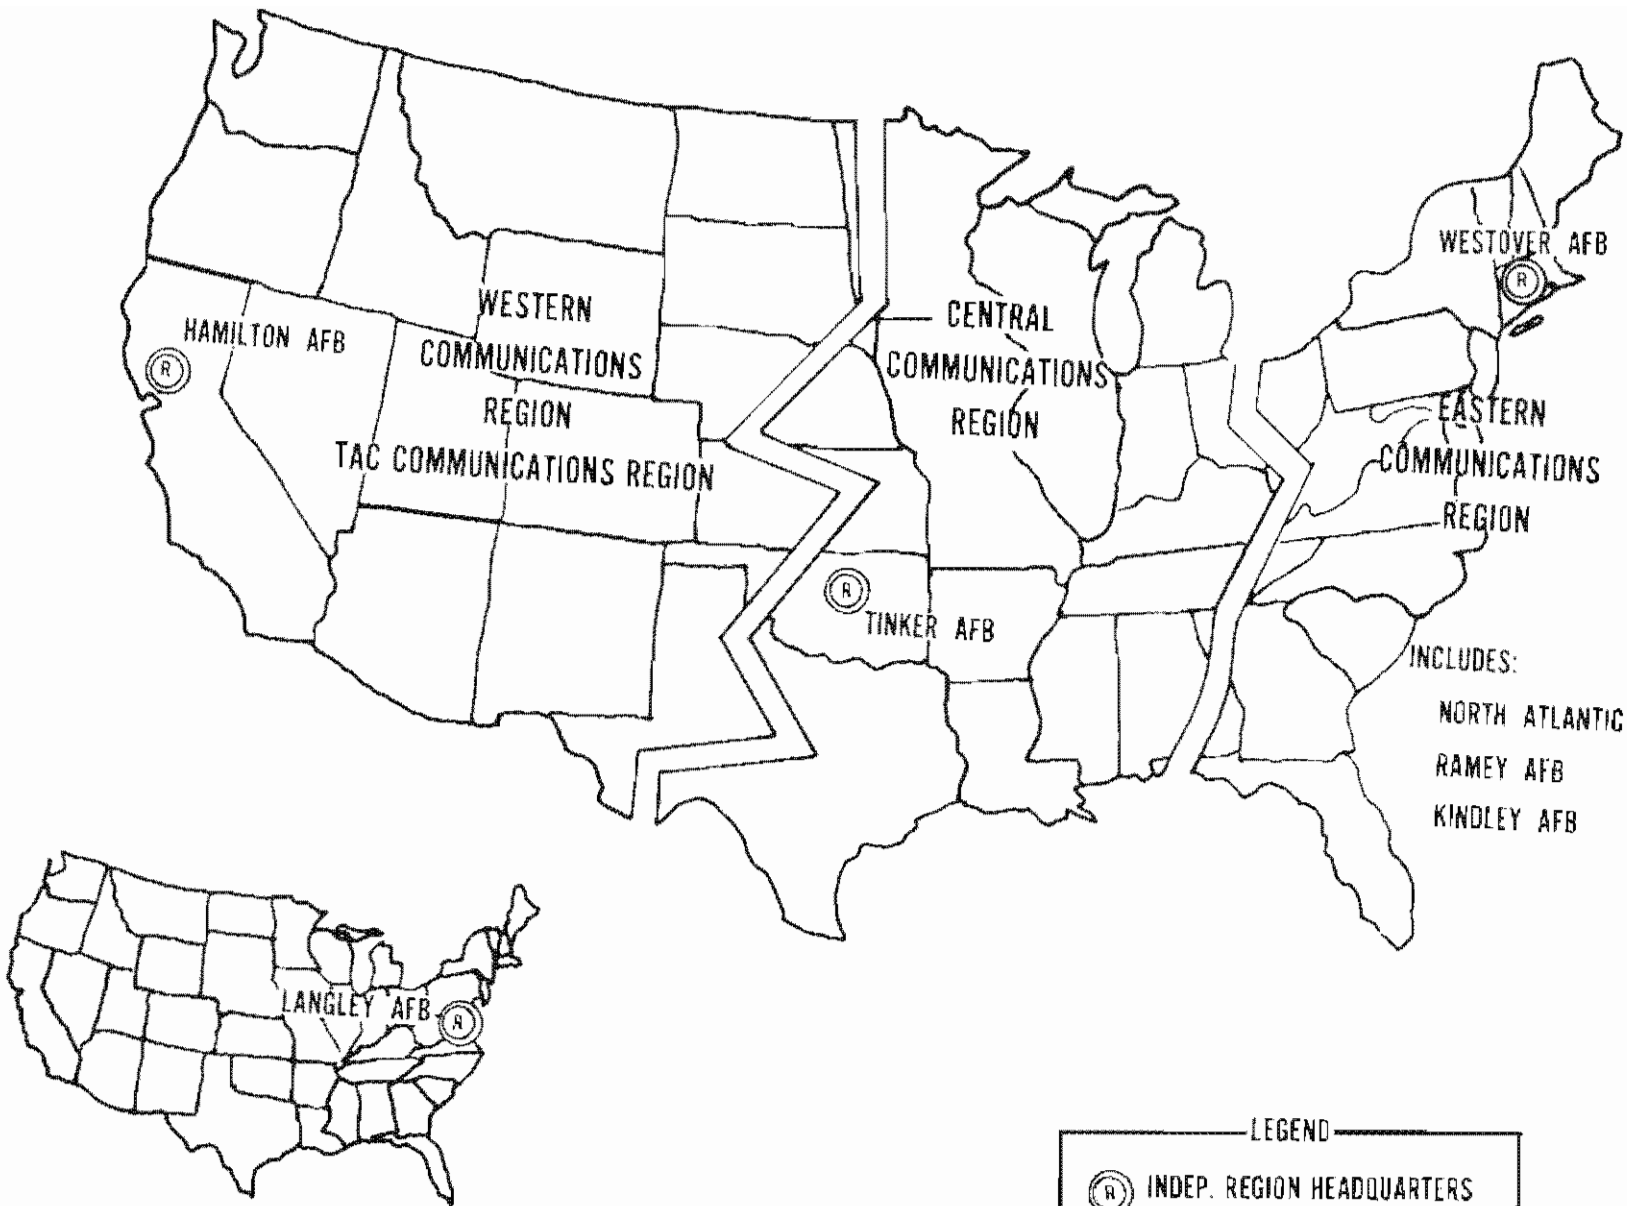 WESTOVER AFB
HAMILTON AFB
WESTERN
COMMUNICATIONS
REGION
TAC COMMUNICATIONS REGION
CENTRAL
COMMUNICATIONS
REGION
EASTERN
COMMUNICATIONS
REGION
R
R
R
TINKER AFB
INCLUDES:
NORTH ATLANTIC
RAMEY AFB
KINDLEY AFB
LANGLEY AFB
R
LEGEND
R INDEP. REGION HEADQUARTERS